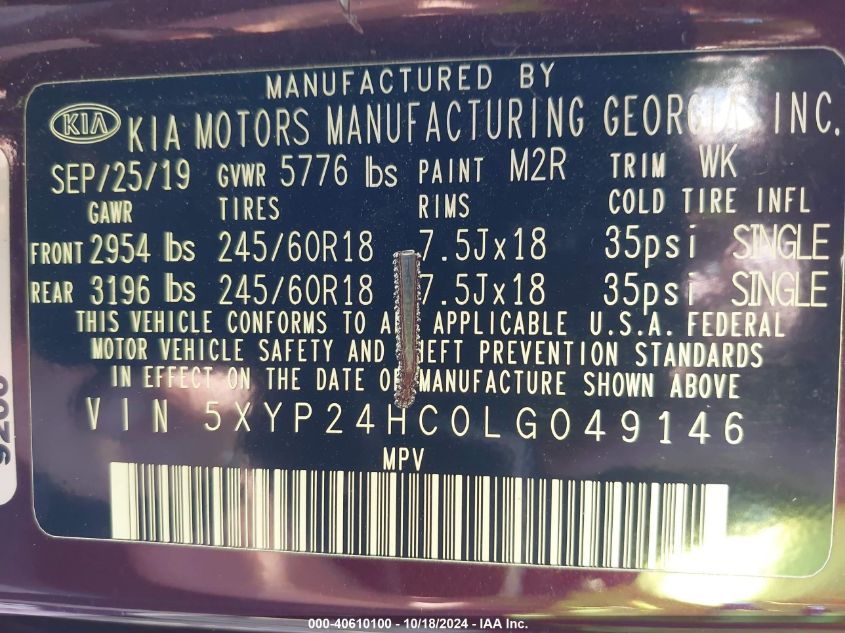 MANUFACTURED BY
KIA KIA MOTORS MANUFACTURING GEORGIA, INC.
SEP/25/19 GVWR 5776 lbs PAINT M2R TRIM WK
GAWR TIRES RIMS COLD TIRE INFL
FRONT 2954 lbs 245/60R18 7.5Jx18 35psi SINGLE
REAR 3196 lbs 245/60R18 7.5Jx18 35psi SINGLE
THIS VEHICLE CONFORMS TO ALL APPLICABLE U.S.A. FEDERAL
MOTOR VEHICLE SAFETY AND THEFT PREVENTION STANDARDS
IN EFFECT ON THE DATE OF MANUFACTURE SHOWN ABOVE
VIN 5XYP24HC0LG049146
MPV
000-40610100 - 10/18/2024 - IAA Inc.